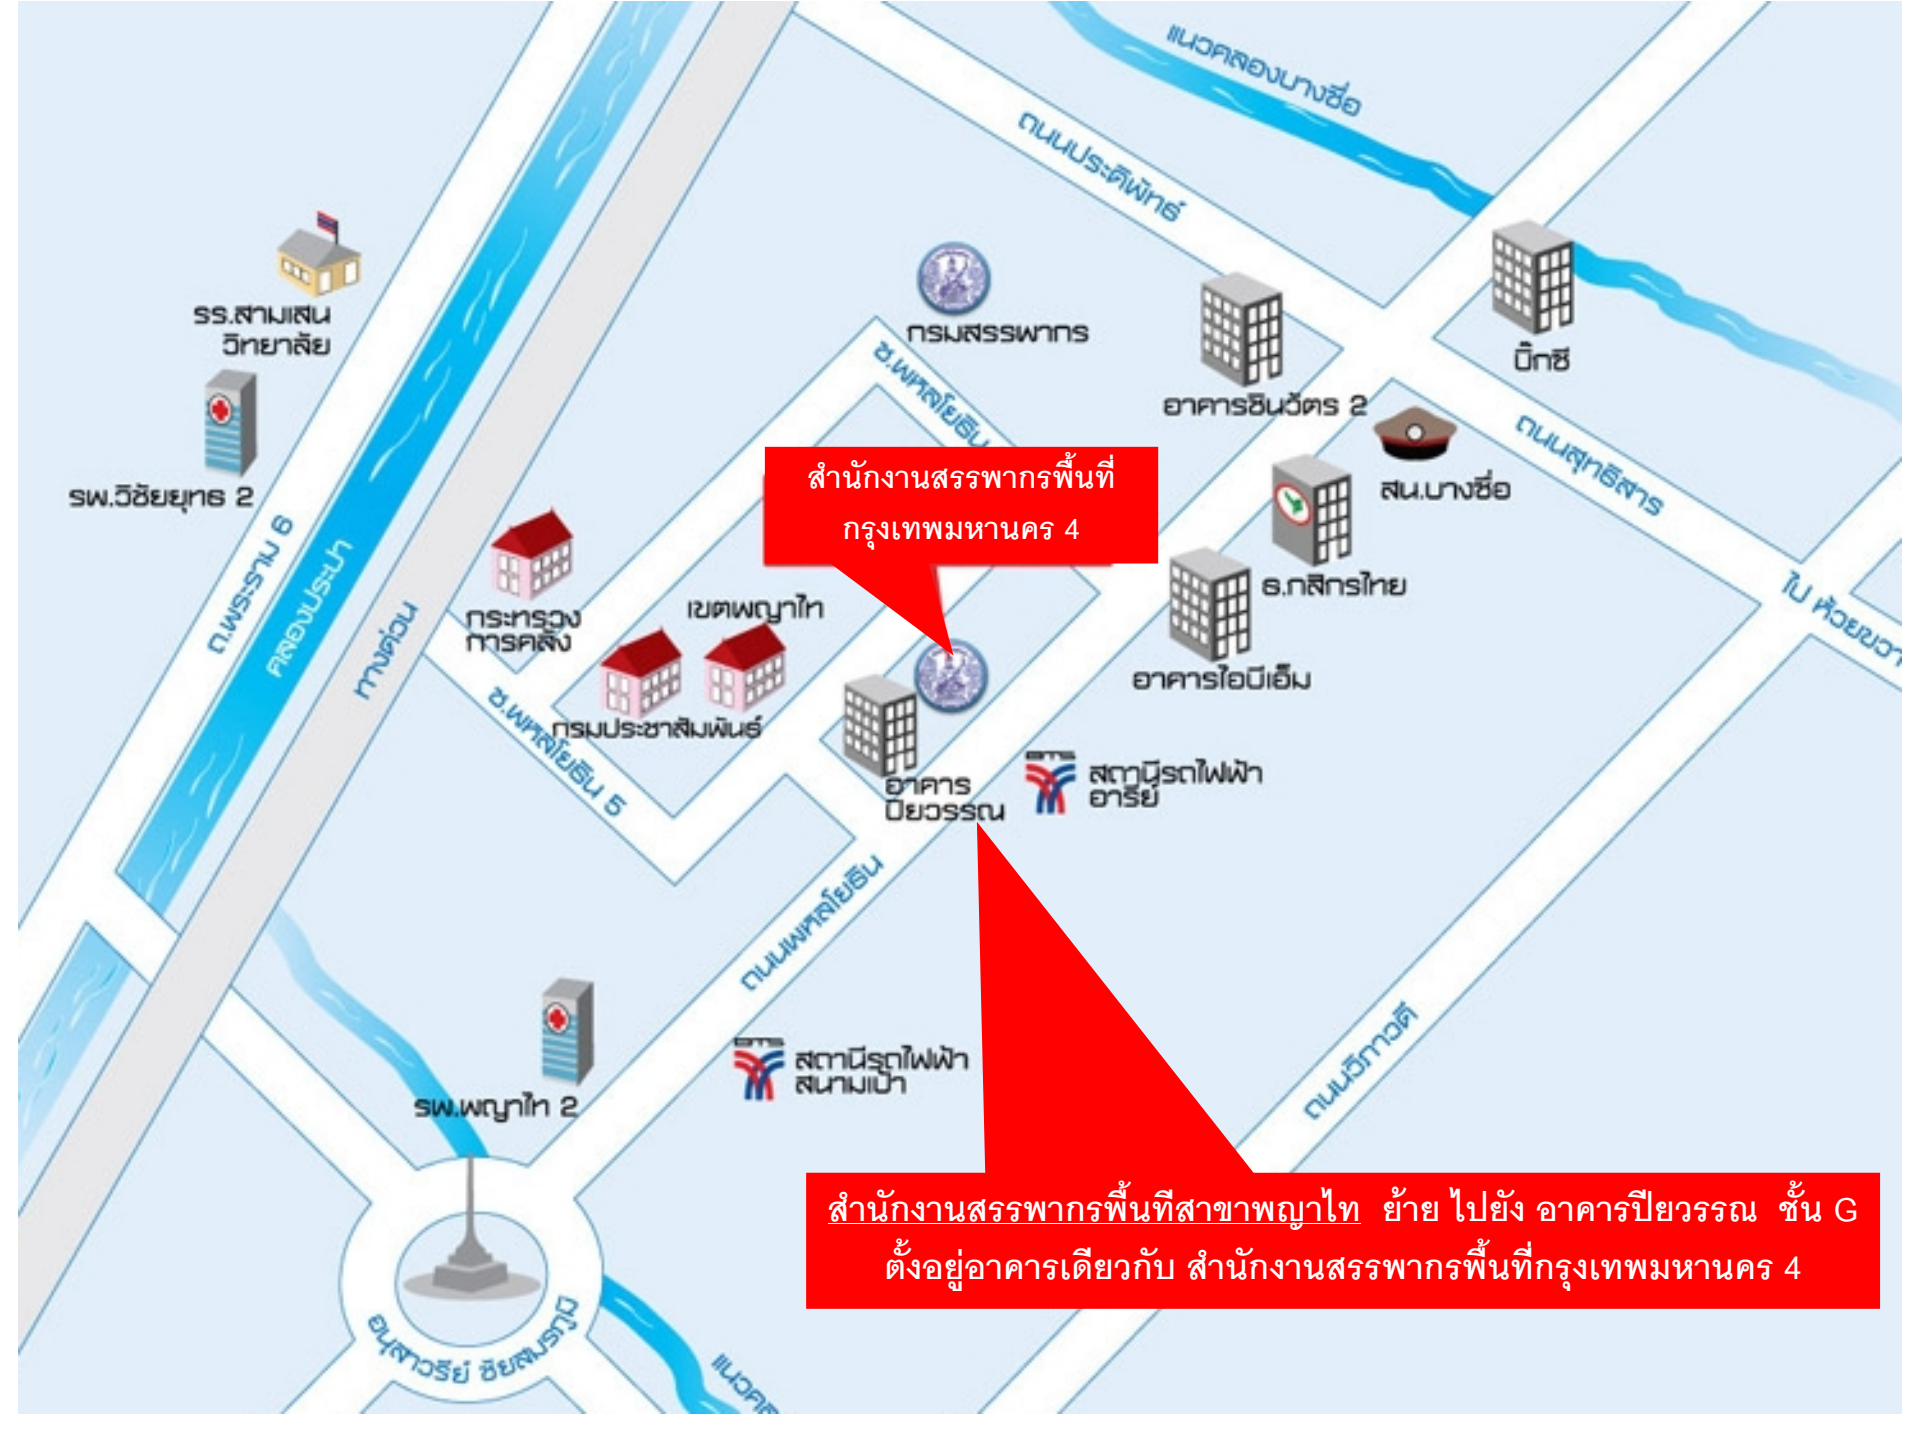 แนวคลองบางซื่อ
ถนนประดิพัทธ์
รร.สามเสน
วิทยาลัย
กรมสรรพากร
บิ๊กซี
ซ.พหลโยธิน
อาคารชินวัตร 2
ถนนสุทธิสาร
สำนักงานสรรพากรพื้นที่
กรุงเทพมหานคร 4
สน.บางซื่อ
รพ.วิชัยยุทธ 2
ถ.พระราม 6
คลองประปา
ทางด่วน
กระทรวง
การคลัง
เขตพญาไท
ธ.กสิกรไทย
ไป ห้วยขวา
อาคารไอบีเอ็ม
กรมประชาสัมพันธ์
ซ.พหลโยธิน 5
อาคาร
ปิยวรรณ
BTS
สถานีรถไฟฟ้า
อารีย์
ถนนพหลโยธิน
BTS
สถานีรถไฟฟ้า
สนามเป้า
ถนนวิภาวดี
รพ.พญาไท 2
สำนักงานสรรพากรพื้นทีสาขาพญาไท ย้าย ไปยัง อาคารปิยวรรณ ชั้น G
ตั้งอยู่อาคารเดียวกับ สำนักงานสรรพากรพื้นที่กรุงเทพมหานคร 4
อนุสาวรีย์ ชัยสมรภูมิ
แนวคล